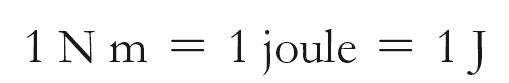 1 N m = 1 joule = 1 J